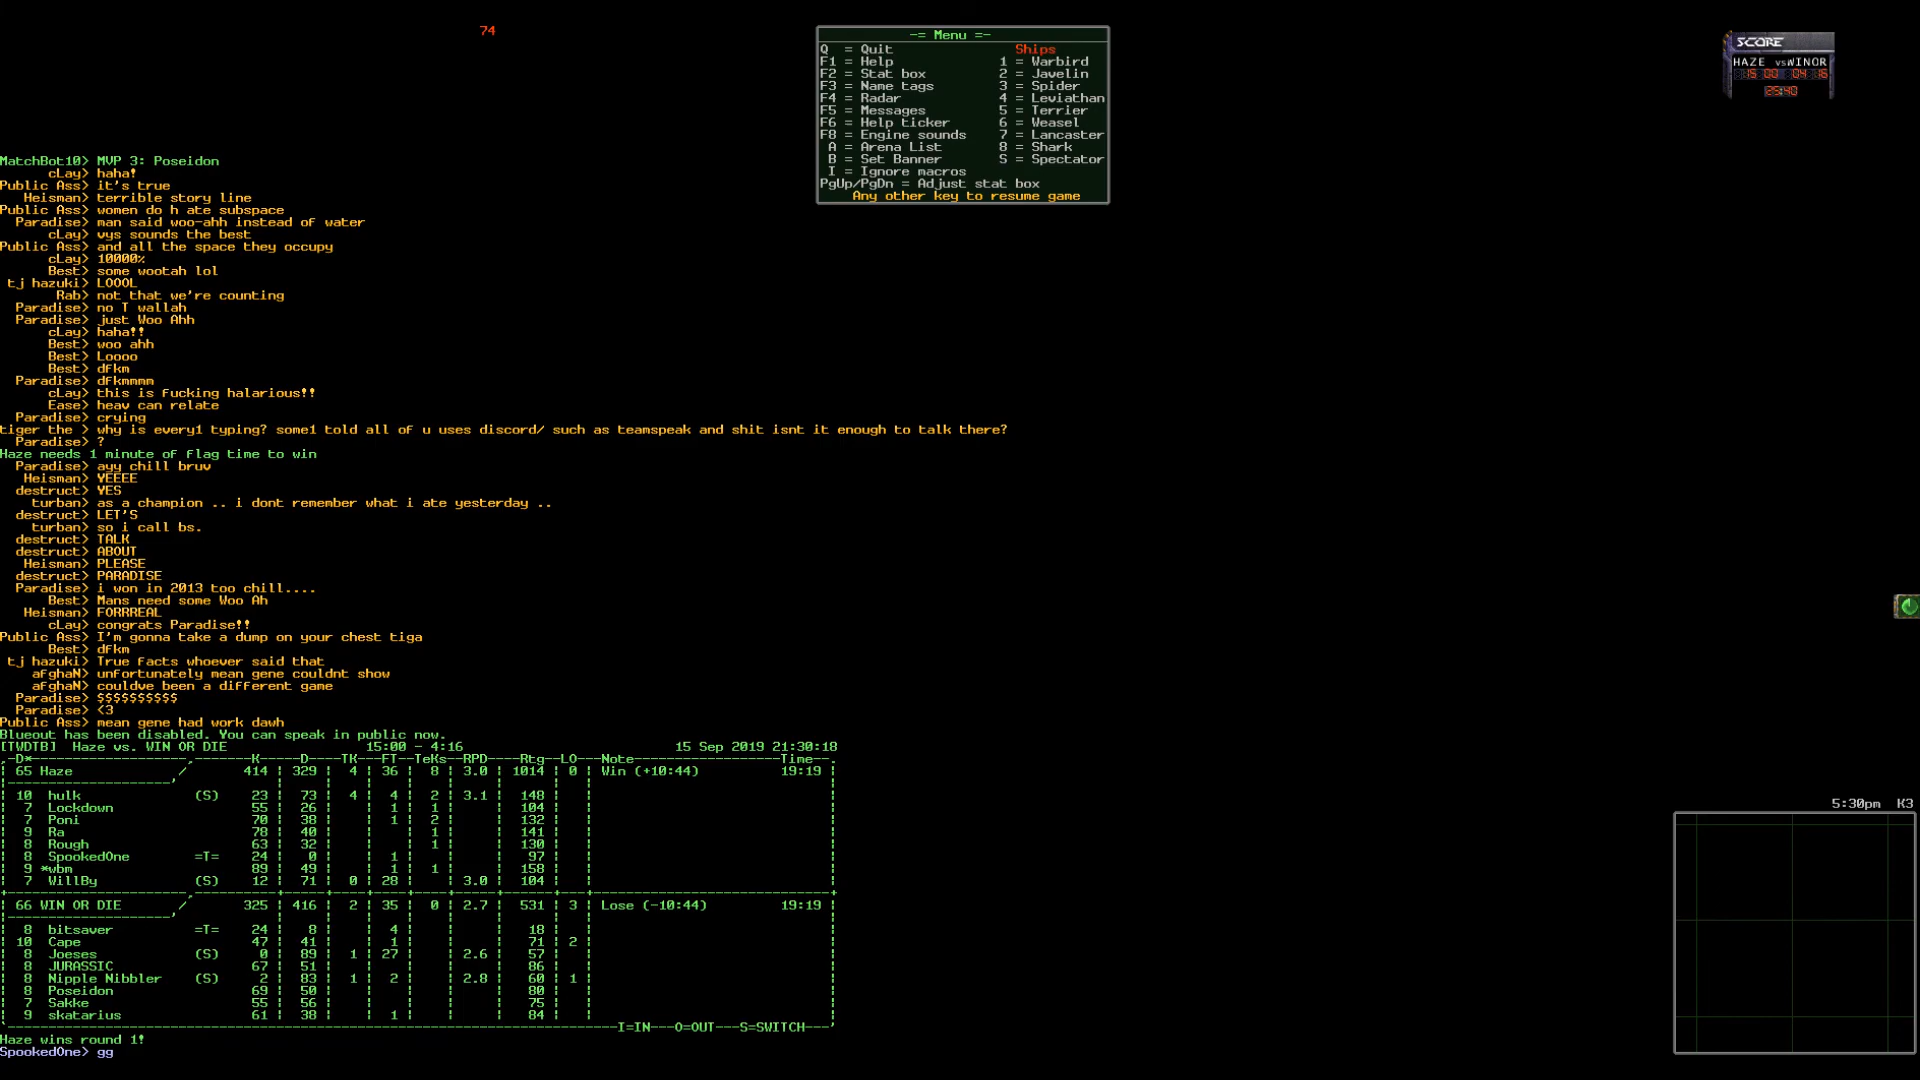 74
-= Menu =-
Q = Quit Ships
F1 = Help 1 = Warbird
F2 = Stat box 2 = Javelin
F3 = Name tags 3 = Spider
F4 = Radar 4 = Leviathan
F5 = Messages 5 = Terrier
F6 = Help ticker 6 = Weasel
F8 = Engine sounds 7 = Lancaster
A = Arena List 8 = Shark
B = Set Banner S = Spectator
I = Ignore macros
PgUp/PgDn = Adjust stat box
Any other key to resume game
SCORE
HAZE vsWINOR
15 00 04 16
25:40
MatchBot10> MVP 3: Poseidon
cLay> haha!
Public Ass> it's true
Heisman> terrible story line
Public Ass> women do h ate subspace
Paradise> man said woo-ahh instead of water
cLay> vys sounds the best
Public Ass> and all the space they occupy
cLay> 10000%
Best> some wootah lol
tj hazuki> LOOOL
Rab> not that we're counting
Paradise> no T wallah
Paradise> just Woo Ahh
cLay> haha!!
Best> woo ahh
Best> Loooo
Best> dfkm
Paradise> dfkmmmm
cLay> this is fucking halarious!!
Ease> heav can relate
Paradise> crying
tiger the > why is every1 typing? some1 told all of u uses discord/ such as teamspeak and shit isnt it enough to talk there?
Paradise> ?
Haze needs 1 minute of flag time to win
Paradise> ayy chill bruv
Heisman> YEEEE
destruct> YES
turban> as a champion .. i dont remember what i ate yesterday ..
destruct> LET'S
turban> so i call bs.
destruct> TALK
destruct> ABOUT
Heisman> PLEASE
destruct> PARADISE
Paradise> i won in 2013 too chill....
Best> Mans need some Woo Ah
Heisman> FORRREAL
cLay> congrats Paradise!!
Public Ass> I'm gonna take a dump on your chest tiga
Best> dfkm
tj hazuki> True facts whoever said that
afghaN> unfortunately mean gene couldnt show
afghaN> couldve been a different game
Paradise> $$$$$$$$$$
Paradise> <3
Public Ass> mean gene had work dawh
Blueout has been disabled. You can speak in public now.
[TWDTB] Haze vs. WIN OR DIE 15:00 - 4:16 15 Sep 2019 21:30:18
D* K D TK FT TeKs RPD Rtg LO Note Time
65 Haze 414 329 4 36 8 3.0 1014 0 Win (+10:44) 19:19
10 hulk (S) 23 73 4 4 2 3.1 148
7 Lockdown 55 26 1 1 104
7 Poni 70 38 1 2 132
9 Ra 78 40 1 141
8 Rough 63 32 1 130
8 SpookedOne =T= 24 0 1 97
9 *wbm 89 49 1 1 158
7 WillBy (S) 12 71 0 28 3.0 104
66 WIN OR DIE 325 416 2 35 0 2.7 531 3 Lose (-10:44) 19:19
8 bitsaver =T= 24 8 4 18
10 Cape 47 41 1 71 2
8 Joeses (S) 0 89 1 27 2.6 57
8 JURASSIC 67 51 86
8 Nipple Nibbler (S) 2 83 1 2 2.8 60 1
8 Poseidon 69 50 80
7 Sakke 55 56 75
9 skatarius 61 38 1 84
I=IN---O=OUT---S=SWITCH
Haze wins round 1!
SpookedOne> gg
5:30pm K3